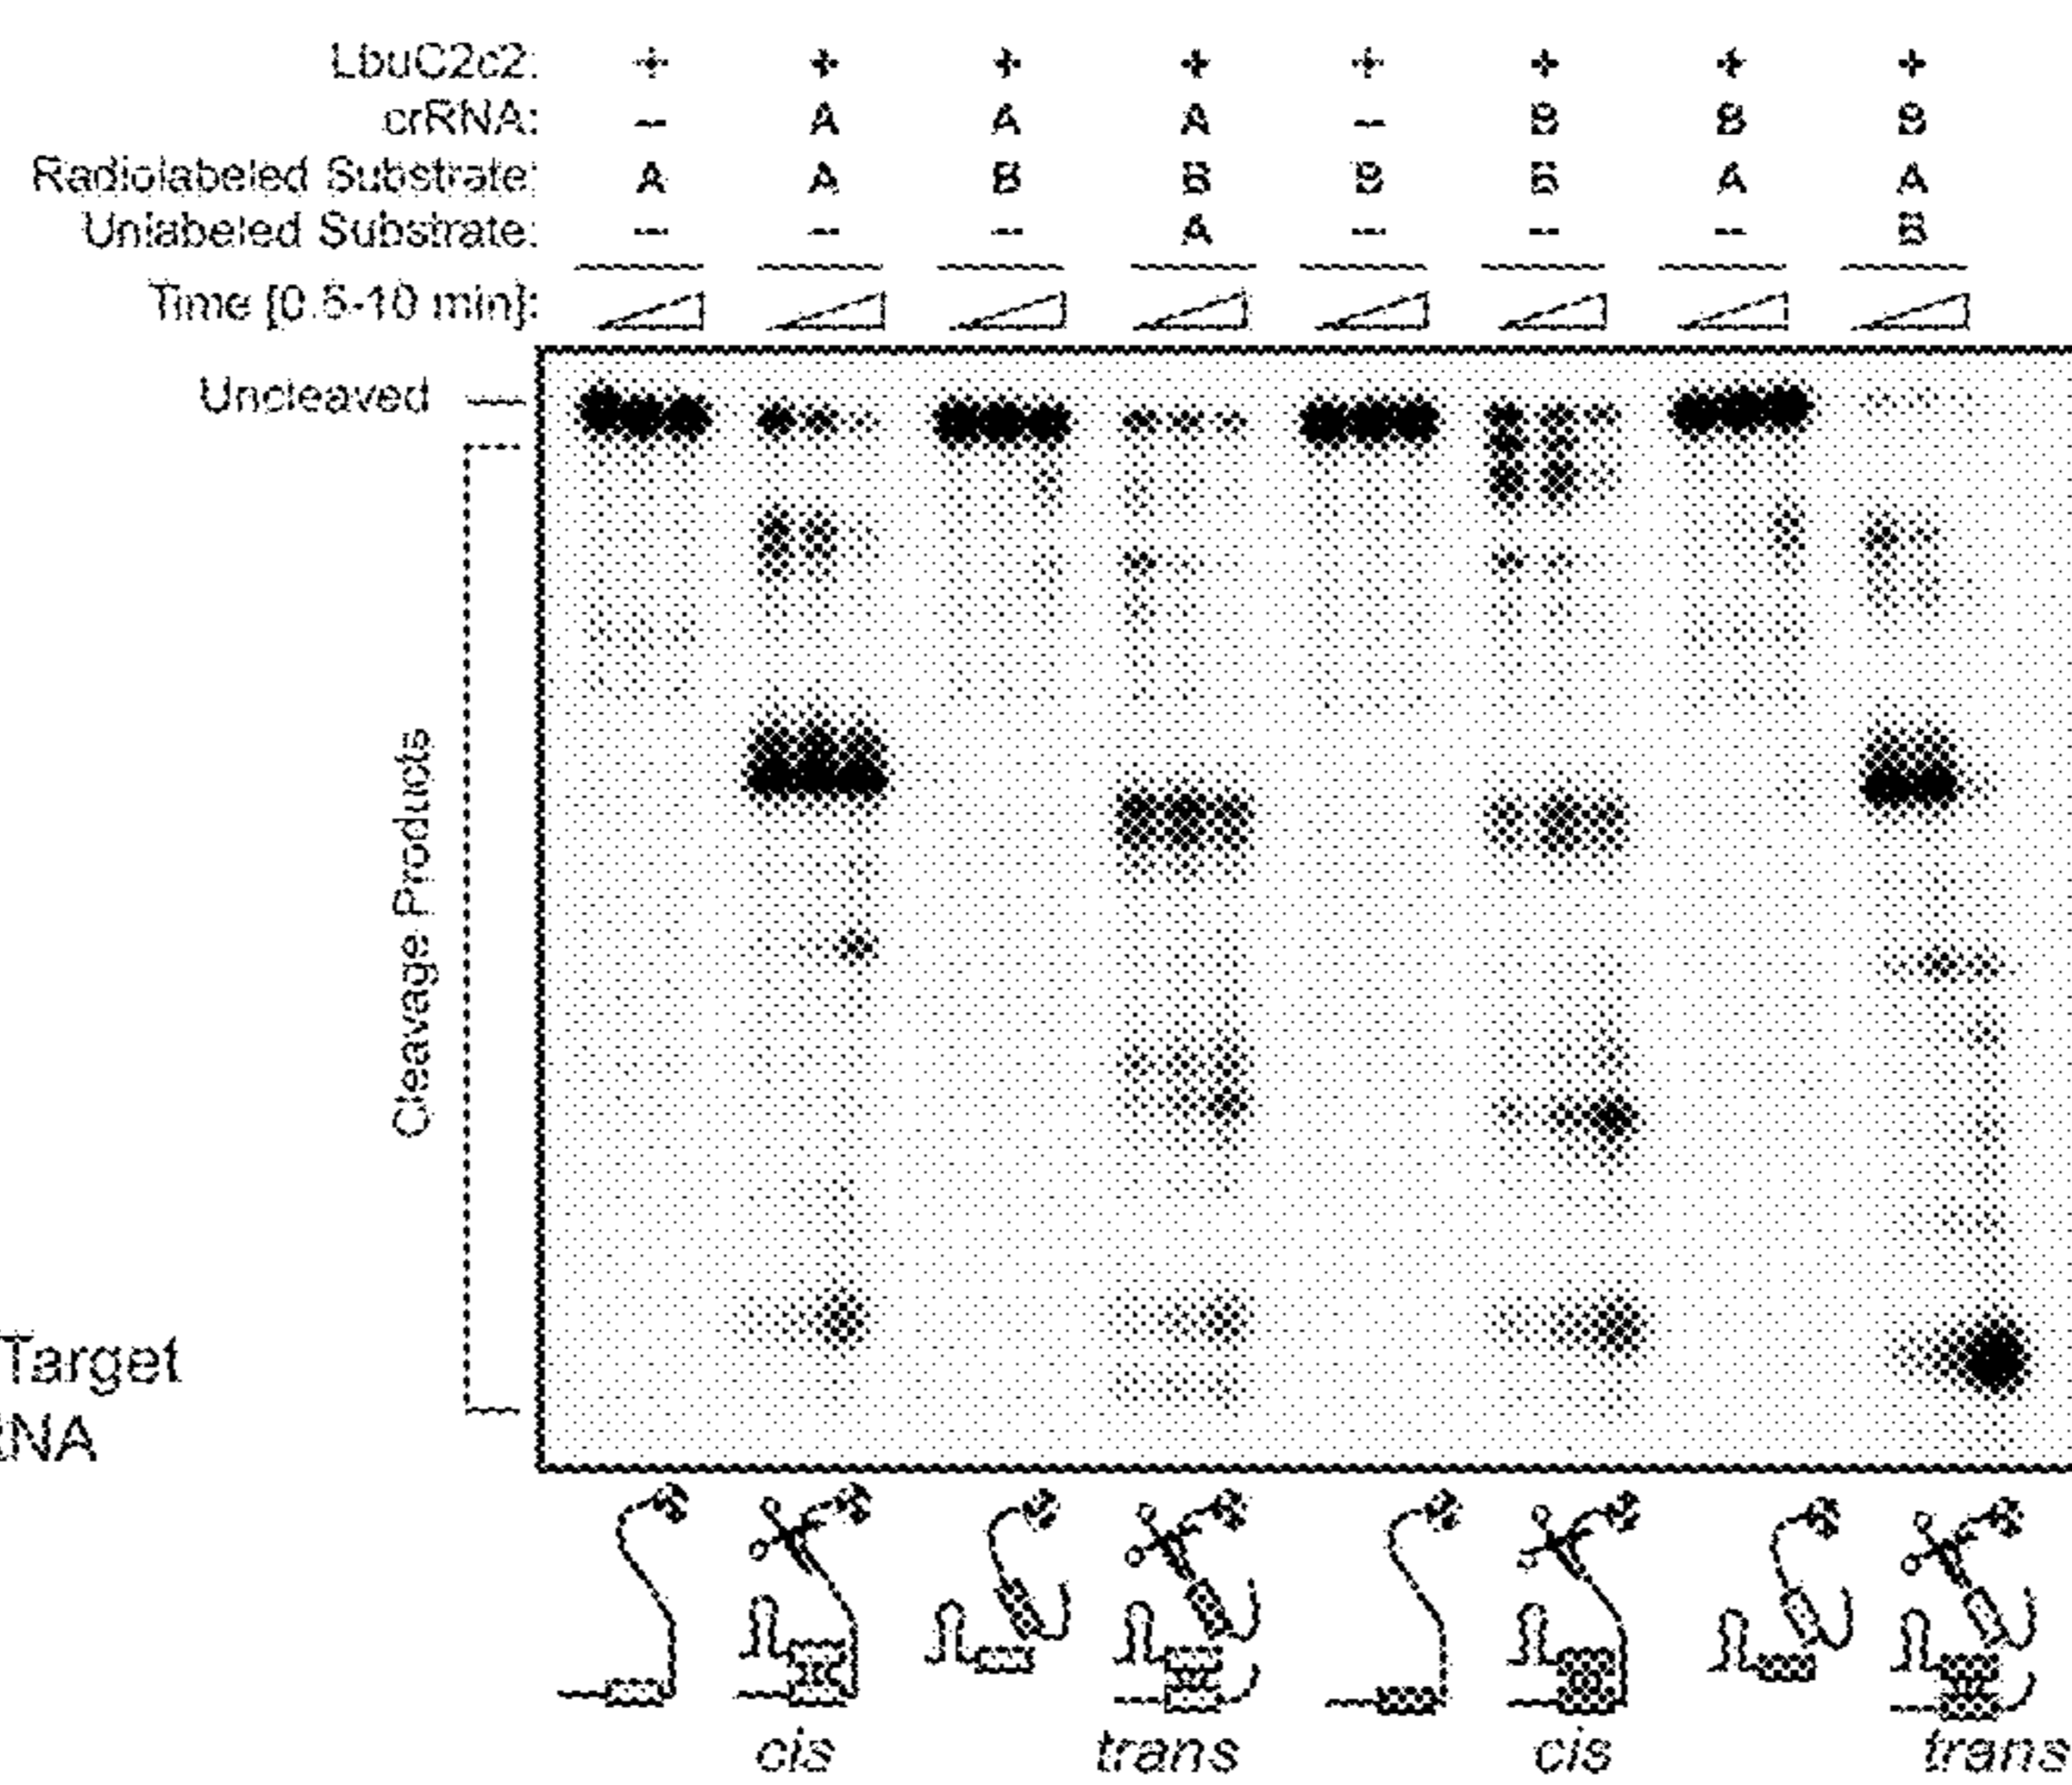 LbuC2c2: + + + + + + + +
crRNA: -- A A A -- B B B
Radiolabeled Substrate: A A B B B B A A
Unlabeled Substrate: -- -- -- A -- -- -- B
Time [0.5-10 min]:
Uncleaved
Cleavage Products
Target
RNA
cis trans cis trans